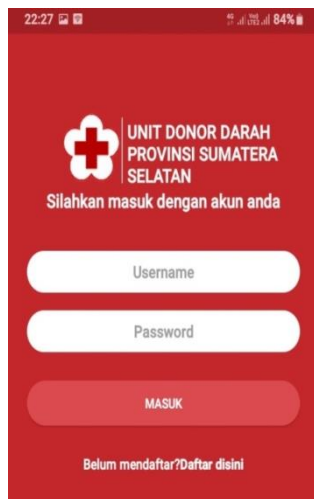 22:27 84%
UNIT DONOR DARAH
PROVINSI SUMATERA
SELATAN
Silahkan masuk dengan akun anda
Username
Password
MASUK
Belum mendaftar?Daftar disini